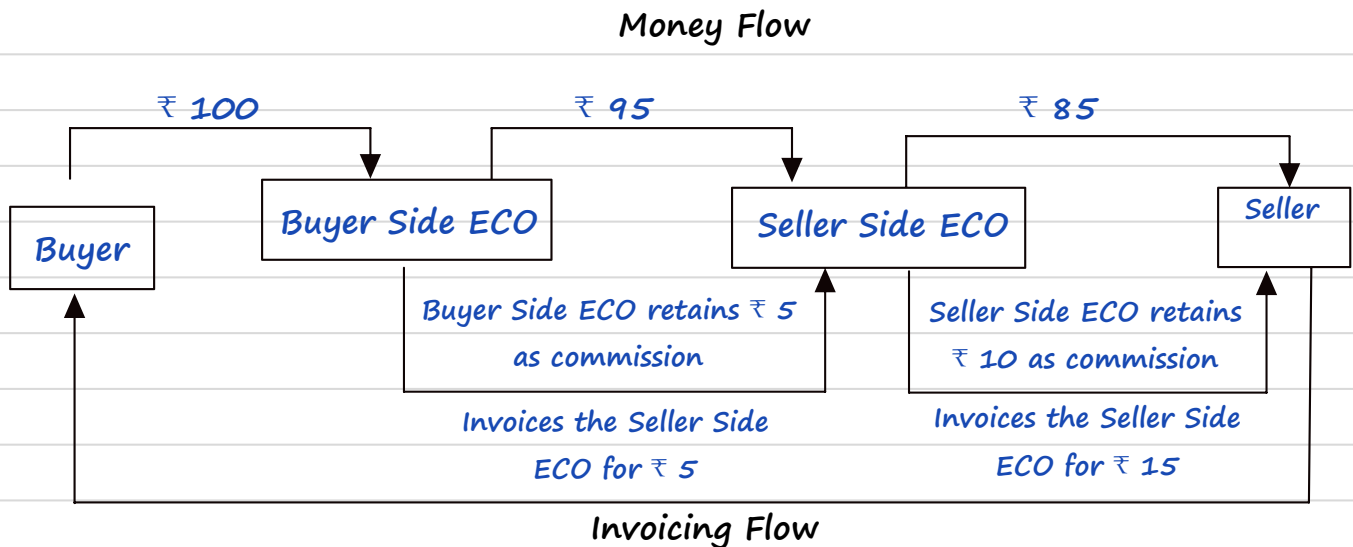 Money Flow
₹ 100
₹ 95
₹ 85
Buyer
Buyer Side ECO
Seller Side ECO
Seller
Buyer Side ECO retains ₹ 5
as commission
Seller Side ECO retains
₹ 10 as commission
Invoices the Seller Side
ECO for ₹ 5
Invoices the Seller Side
ECO for ₹ 15
Invoicing Flow